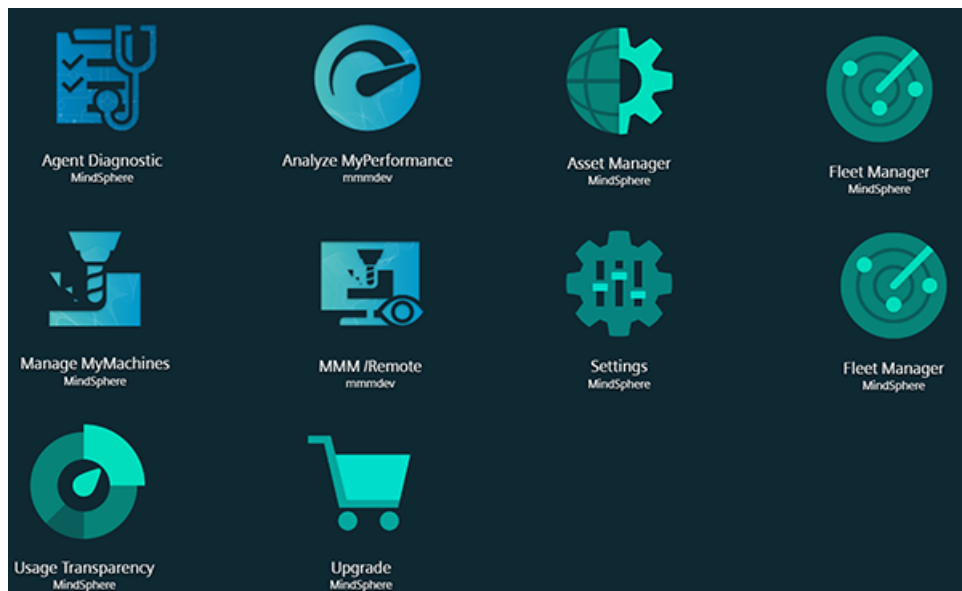 Agent Diagnostic
MindSphere
Analyze MyPerformance
mmmdev
Asset Manager
MindSphere
Fleet Manager
MindSphere
Manage MyMachines
MindSphere
MMM /Remote
mmmdev
Settings
MindSphere
Fleet Manager
MindSphere
Usage Transparency
MindSphere
Upgrade
MindSphere